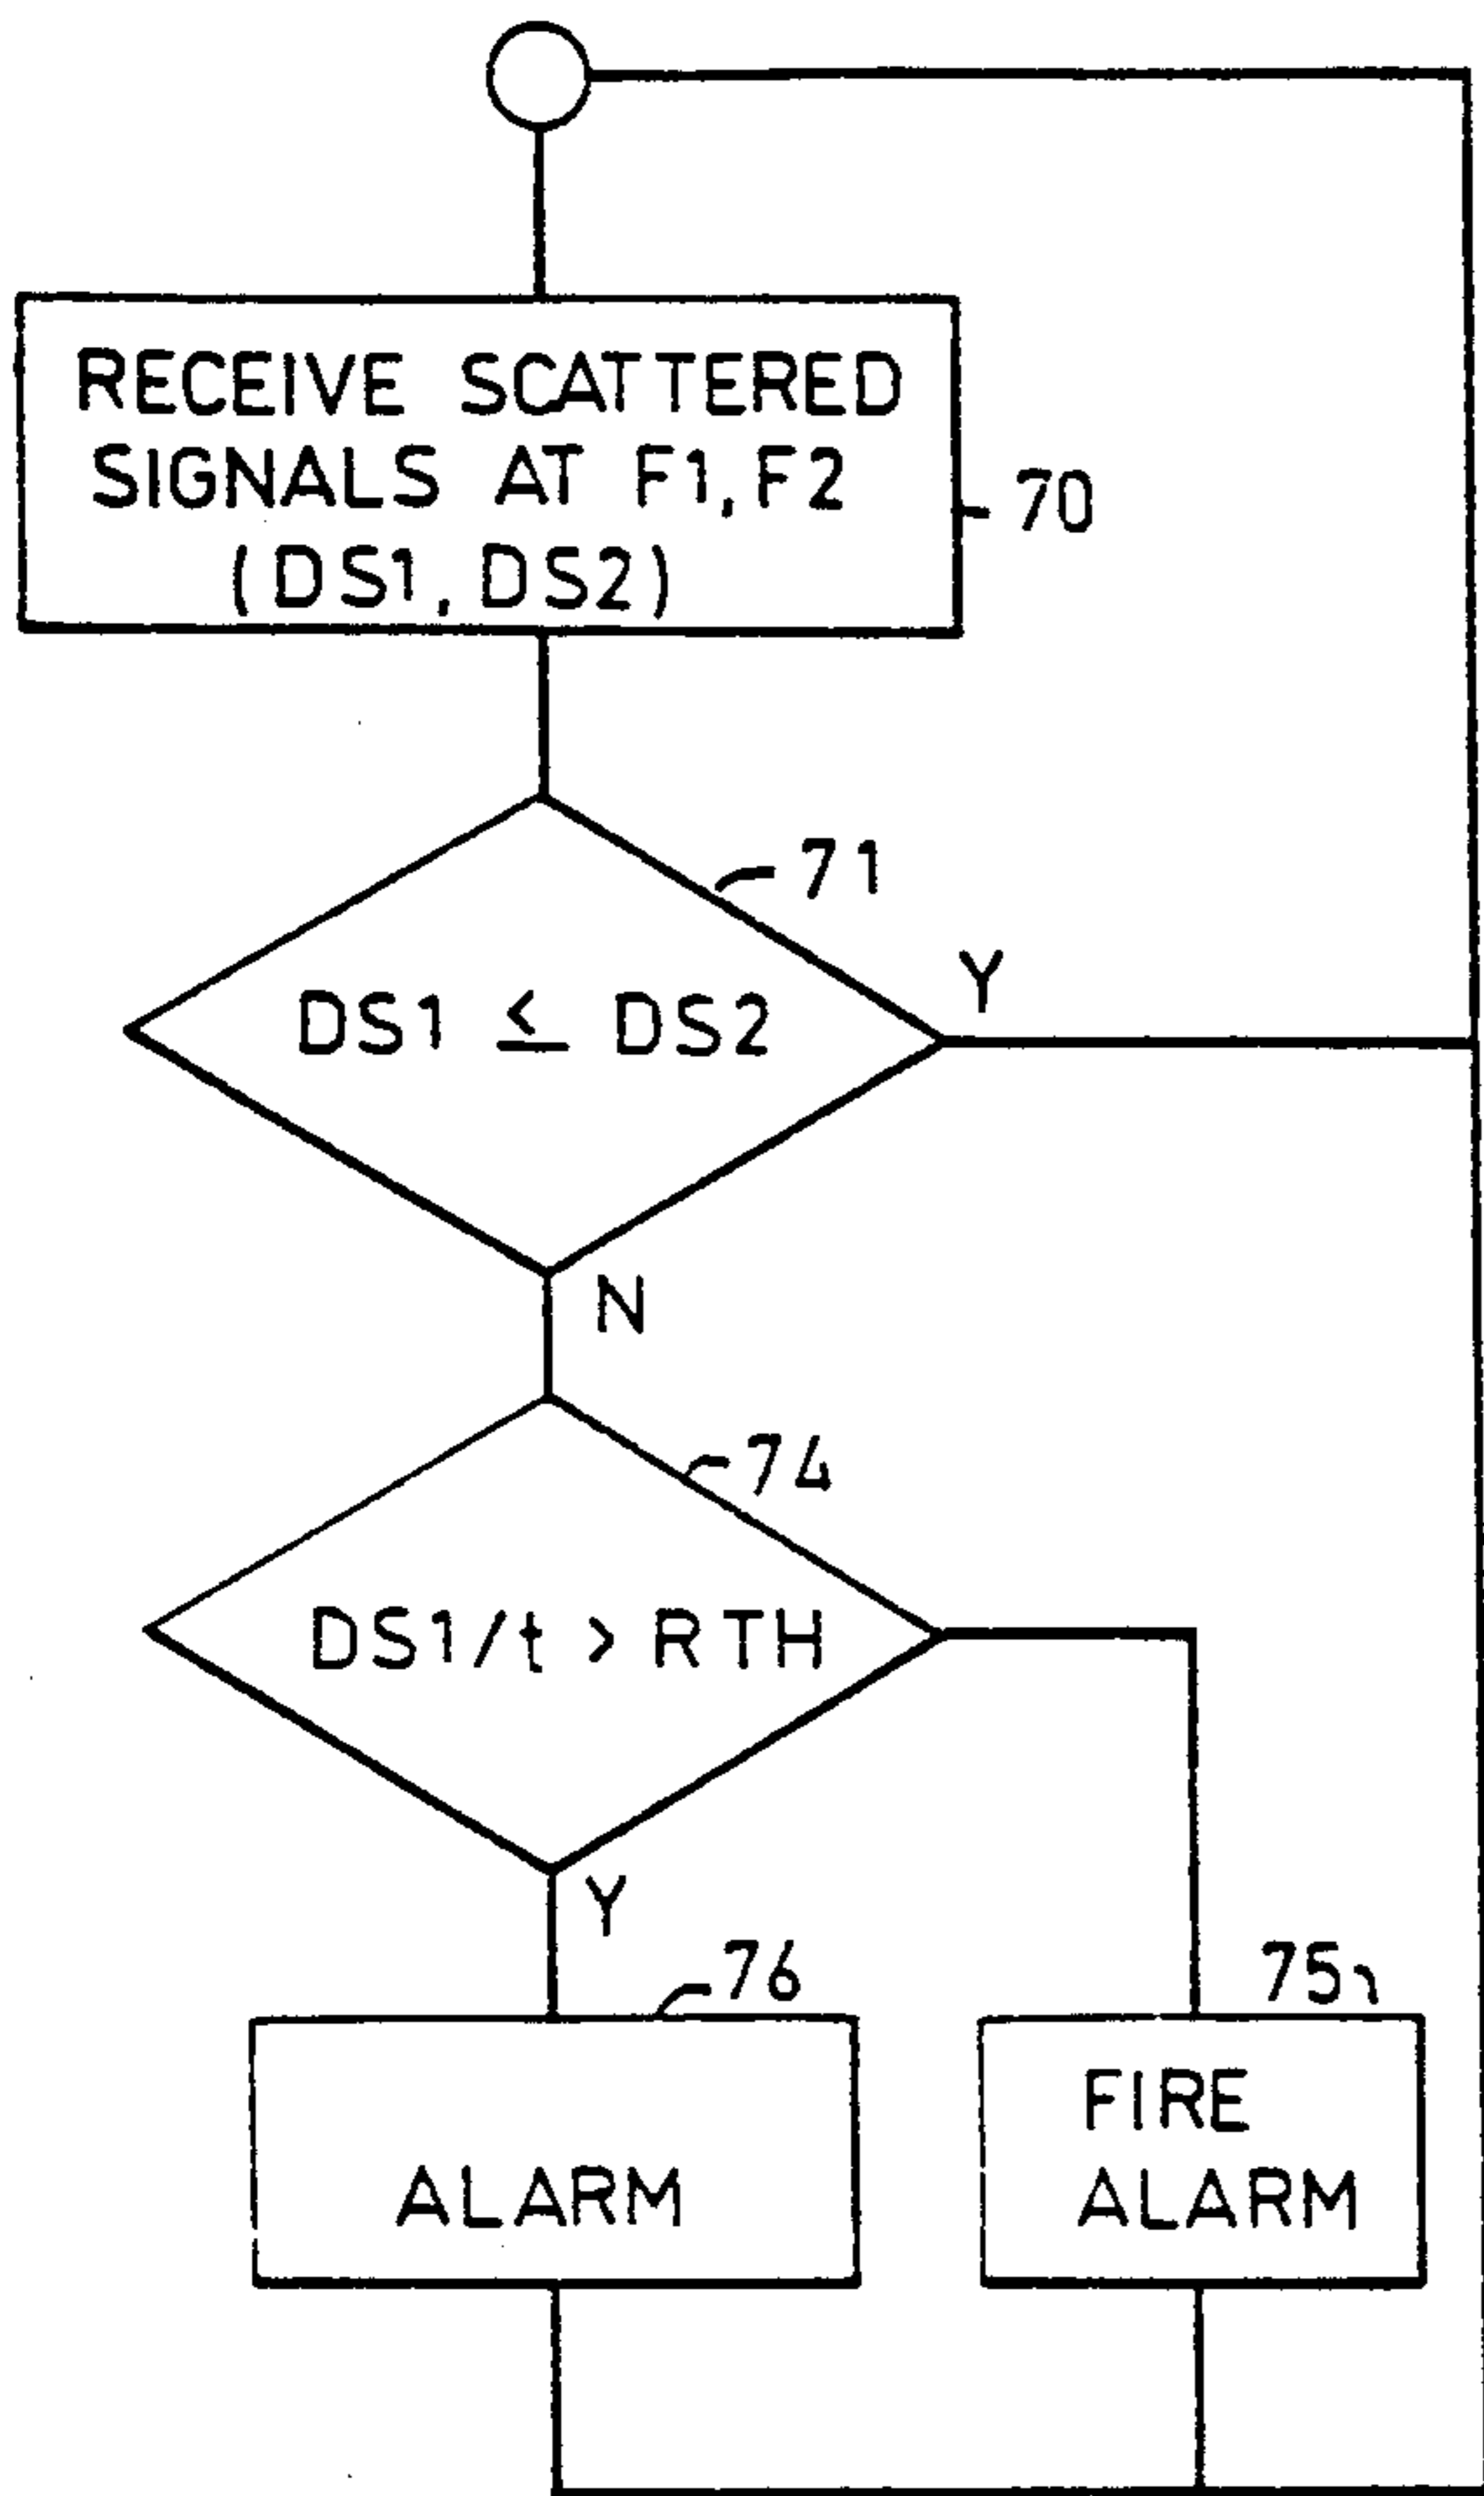 RECEIVE SCATTERED
SIGNALS AT F1,F2
(DS1,DS2)
70
71
DS1 ≤ DS2
Y
N
74
DS1/t > RTH
Y
76
75
ALARM
FIRE
ALARM